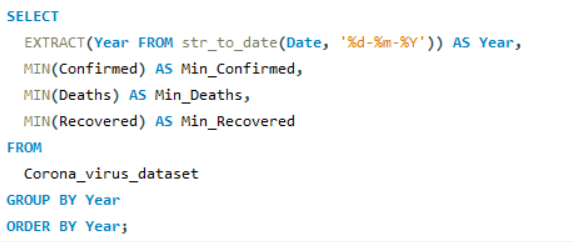 SELECT
EXTRACT(Year FROM str_to_date(Date, '%d-%m-%Y')) AS Year,
MIN(Confirmed) AS Min_Confirmed,
MIN(Deaths) AS Min_Deaths,
MIN(Recovered) AS Min_Recovered
FROM
Corona_virus_dataset
GROUP BY Year
ORDER BY Year;